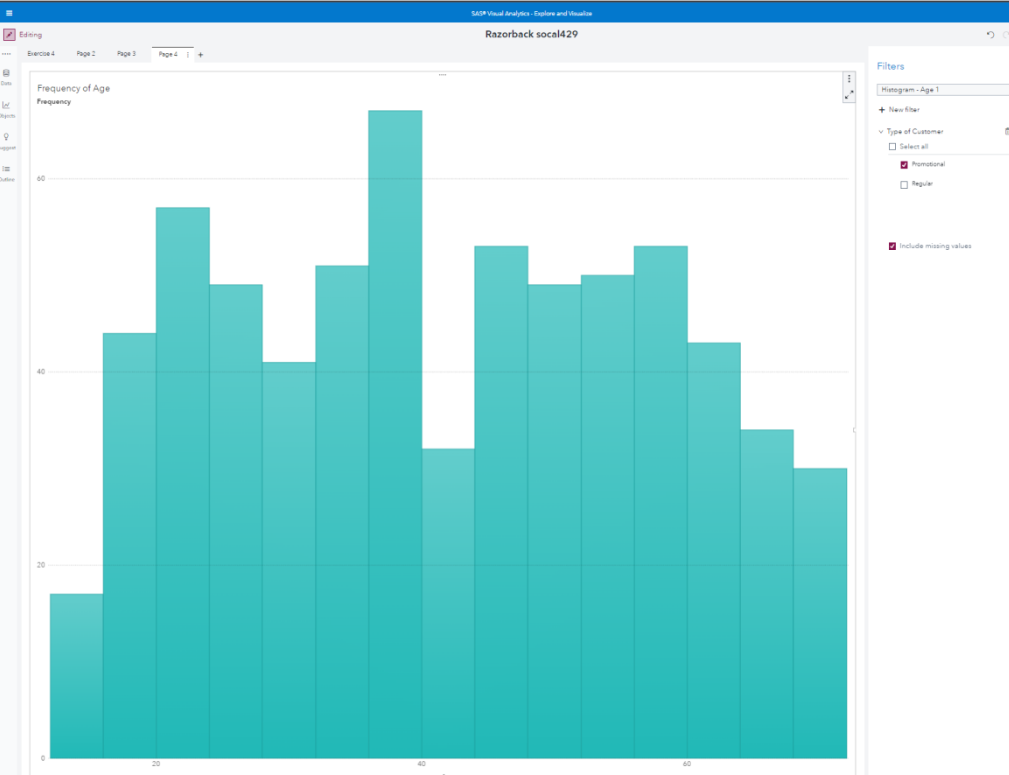 SAS® Visual Analytics - Explore and Visualize
Editing
Razorback socal429
Exercise 4 Page 2 Page 3 Page 4 +
Data
Outline
Frequency of Age
Frequency
60
40
20
0
20 40 60
Filters
Histogram - Age 1
+ New filter
Type of Customer
Select all
Promotional
Regular
Include missing values